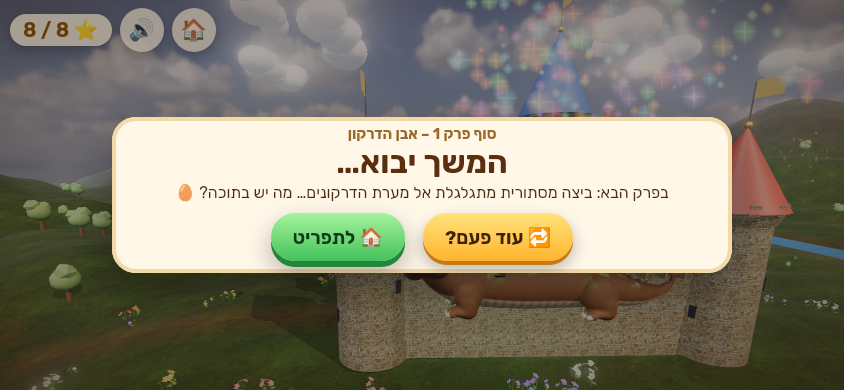 8 / 8 ⭐
סוף פרק 1 – אבן הדרקון
המשך יבוא...
בפרק הבא: ביצה מסתורית מתגלגלת אל מערת הדרקונים... מה יש בתוכה? 🥚
🔁 עוד פעם?
🏠 לתפריט